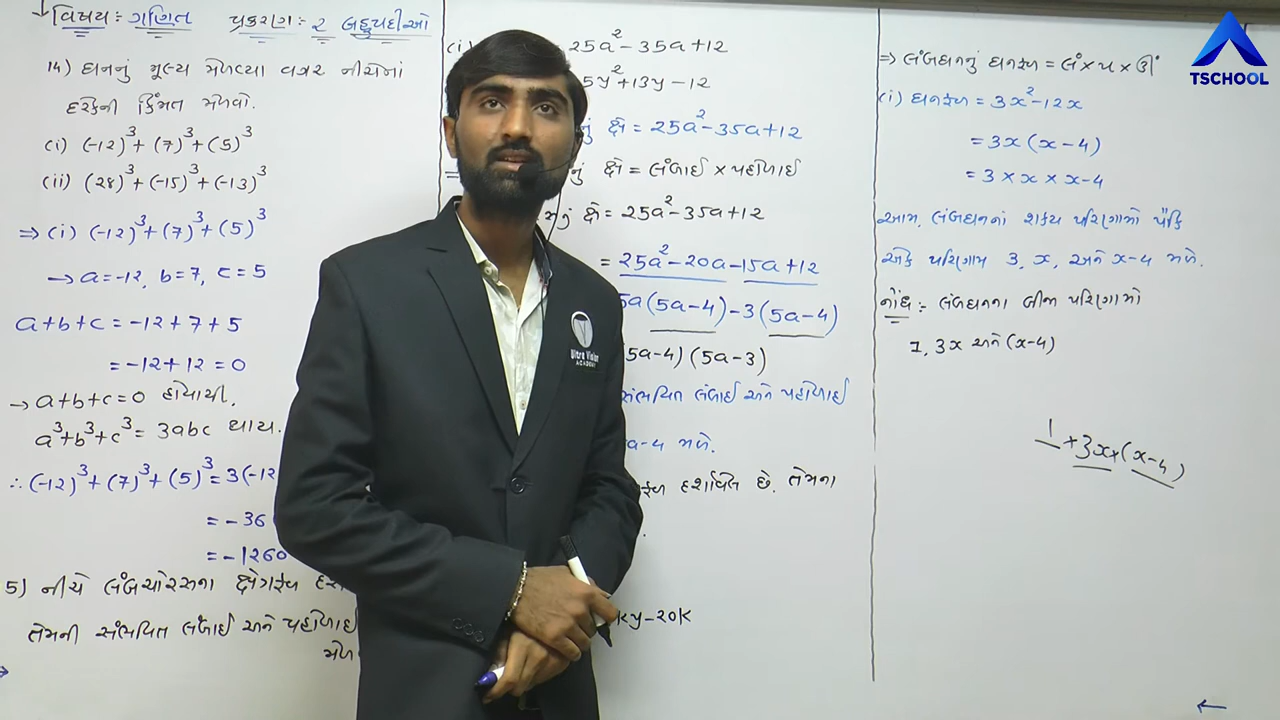 વિષય: ગણિત પ્રકરણ: ૨ બહુપદીઓ
૧૪) ઘનનું મૂલ્ય મેળવ્યા વગર નીચેનાં
દરેકની કિંમત મેળવો.
(i) (-12)³ + (7)³ + (5)³
(ii) (28)³ + (-15)³ + (-13)³
⇒ (i) (-12)³ + (7)³ + (5)³
→ a = -12, b = 7, c = 5
a+b+c = -12+7+5
= -12+12 = 0
→ a+b+c = 0 હોવાથી,
a³+b³+c³ = 3abc થાય.
∴ (-12)³ + (7)³ + (5)³ = 3(-12
= -36
= -1260
5) નીચે લંબચોરસના ક્ષેત્રફળ
તેમની સંભવિત લંબાઈ અને પહોળાઈ
(i) 25a² - 35a + 12
5y² + 13y - 12
નું ક્ષે = 25a² - 35a + 12
નું ક્ષે = લંબાઈ × પહોળાઈ
નું ક્ષે = 25a² - 35a + 12
= 25a² - 20a - 15a + 12
5a(5a-4) - 3(5a-4)
5a-4) (5a-3)
સંભવિત લંબાઈ અને પહોળાઈ
a-4 મળે.
દર્શાવેલ છે. તેમના
ky - 20k
⇒ લંબઘનનું ઘનફળ = લં × પ × ઊં
(i) ઘનફળ = 3x² - 12x
= 3x (x-4)
= 3 × x × x-4
આમ, લંબઘનનાં શક્ય પરિણામો પૈકિ
એક પરિણામ 3, x, અને x-4 મળે.
નોંધ: લંબઘનના બીજા પરિણામો
1, 3x અને (x-4)
1 + 3x + (x-4)
TSCHOOL
Ultra Vision
ACADEMY